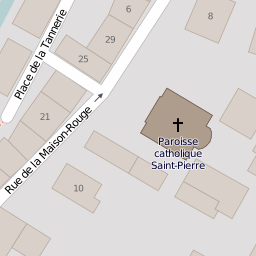 6
8
29
25
Place de la Tannerie
21
Rue de la Maison-Rouge
Paroisse
catholique
Saint-Pierre
10